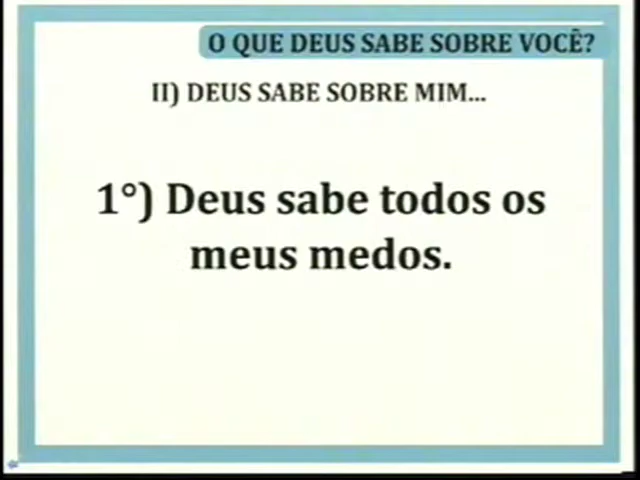 O QUE DEUS SABE SOBRE VOCÊ?
II) DEUS SABE SOBRE MIM...
1°) Deus sabe todos os
meus medos.